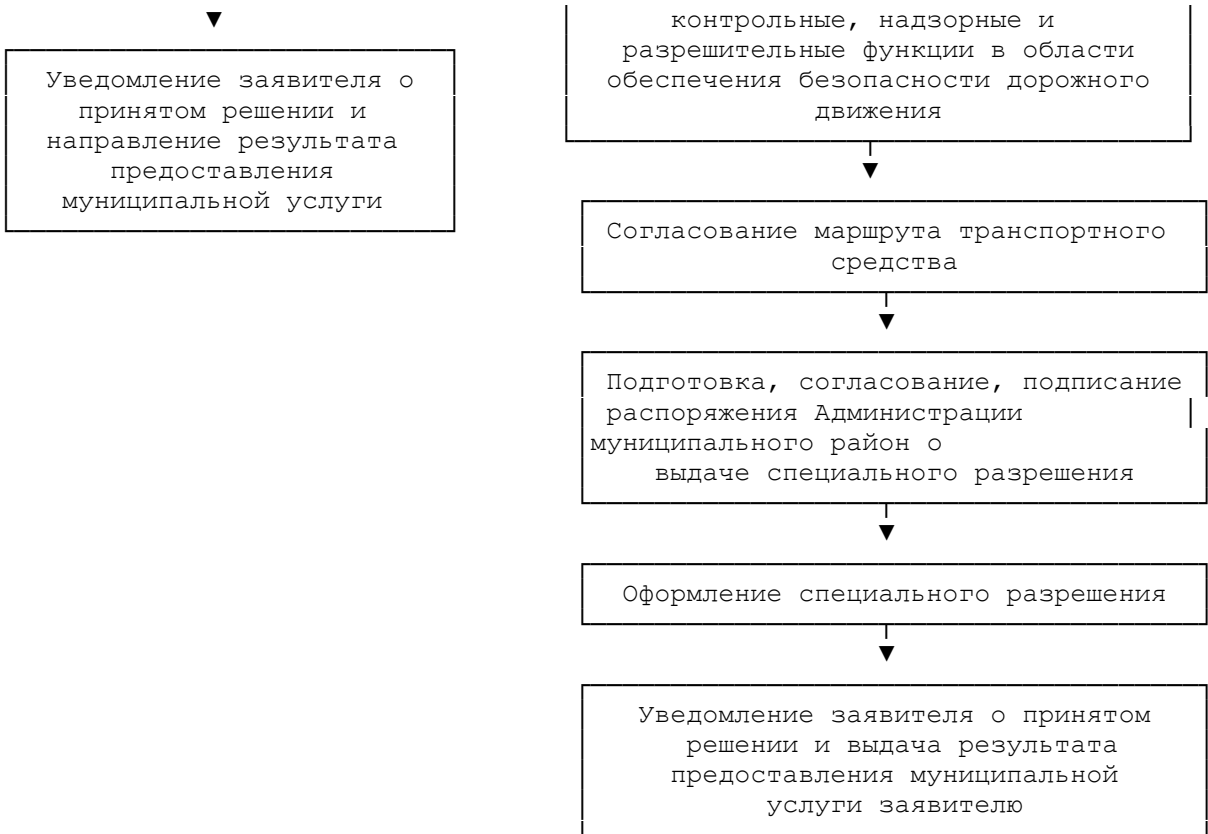 Уведомление заявителя о
принятом решении и
направление результата
предоставления
муниципальной услуги
контрольные, надзорные и
разрешительные функции в области
обеспечения безопасности дорожного
движения
Согласование маршрута транспортного
средства
Подготовка, согласование, подписание
распоряжения Администрации
муниципального район о
выдаче специального разрешения
Оформление специального разрешения
Уведомление заявителя о принятом
решении и выдача результата
предоставления муниципальной
услуги заявителю